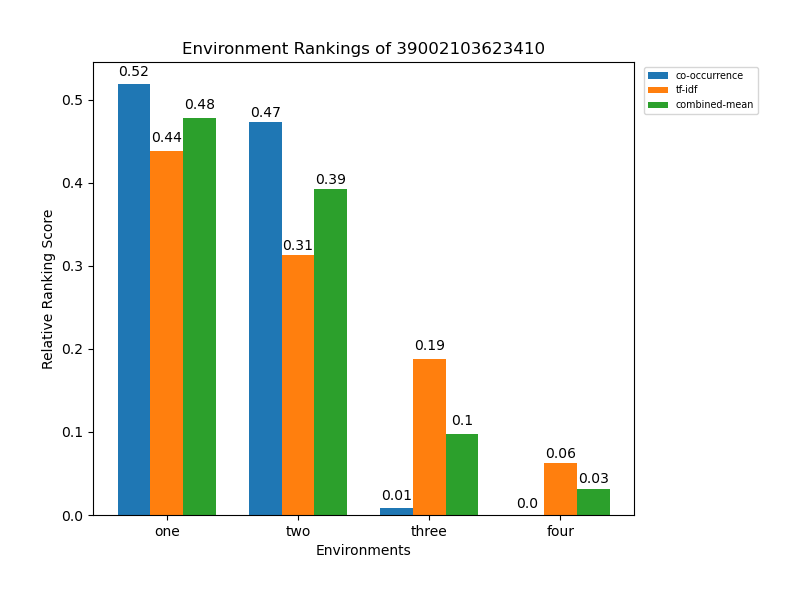 Environment Rankings of 39002103623410
co-occurrence
tf-idf
combined-mean
Relative Ranking Score
0.5
0.4
0.3
0.2
0.1
0.0
0.52
0.44
0.48
0.47
0.31
0.39
0.01
0.19
0.1
0.0
0.06
0.03
one
two
three
four
Environments